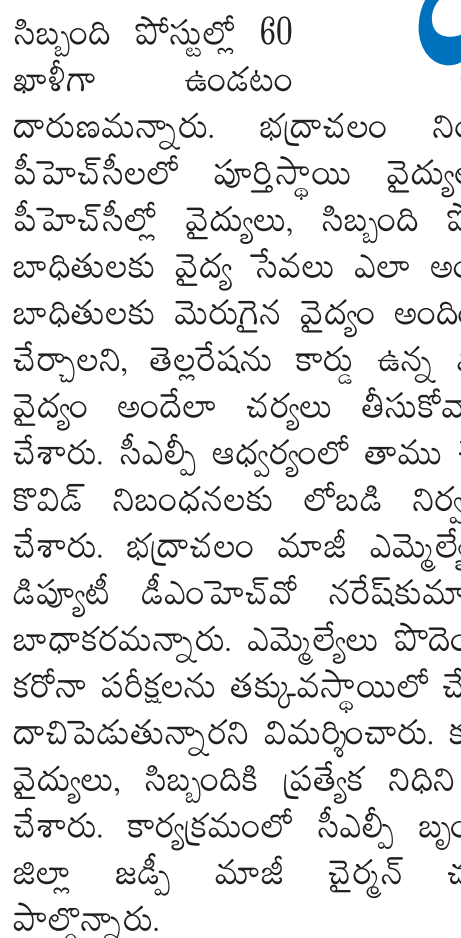 సిబ్బంది పోస్టుల్లో 60
ఖాళీగా ఉండటం
దారుణమన్నారు. భద్రాచలం
పీహెచ్‌సీలలో పూర్తిస్థాయి
పీహెచ్‌సీల్లో వైద్యులు, సిబ్బంది
బాధితులకు వైద్య సేవలు ఎలా
బాధితులకు మెరుగైన వైద్యం
చేర్చాలని, తెల్లరేషను కార్డు ఉన్న
వైద్యం అందేలా చర్యలు
చేశారు. సీఎల్పీ ఆధ్వర్యంలో తాము
కొవిడ్ నిబంధనలకు లోబడి
చేశారు. భద్రాచలం మాజీ
డిప్యూటీ డీఎంహెచ్‌వో
బాధాకరమన్నారు. ఎమ్మెల్యేలు
కరోనా పరీక్షలను తక్కువస్థాయిలో
దాచిపెడుతున్నారని విమర్శించారు.
వైద్యులు, సిబ్బందికి ప్రత్యేక నిధిని
చేశారు. కార్యక్రమంలో సీఎల్పీ
జిల్లా జడ్పీ మాజీ చైర్మన్
పాల్గొన్నారు.